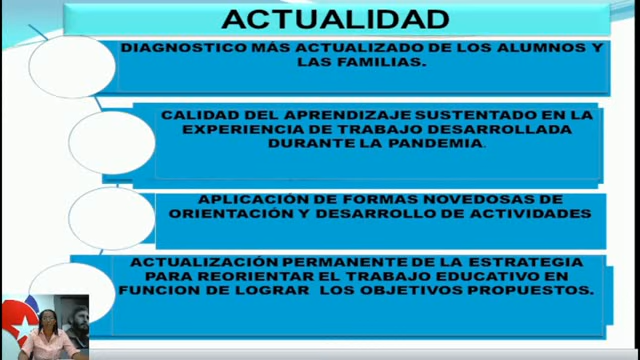 ACTUALIDAD
DIAGNOSTICO MÁS ACTUALIZADO DE LOS ALUMNOS Y
LAS FAMILIAS.
CALIDAD DEL APRENDIZAJE SUSTENTADO EN LA
EXPERIENCIA DE TRABAJO DESARROLLADA
DURANTE LA PANDEMIA.
APLICACIÓN DE FORMAS NOVEDOSAS DE
ORIENTACIÓN Y DESARROLLO DE ACTIVIDADES
ACTUALIZACIÓN PERMANENTE DE LA ESTRATEGIA
PARA REORIENTAR EL TRABAJO EDUCATIVO EN
FUNCION DE LOGRAR LOS OBJETIVOS PROPUESTOS.